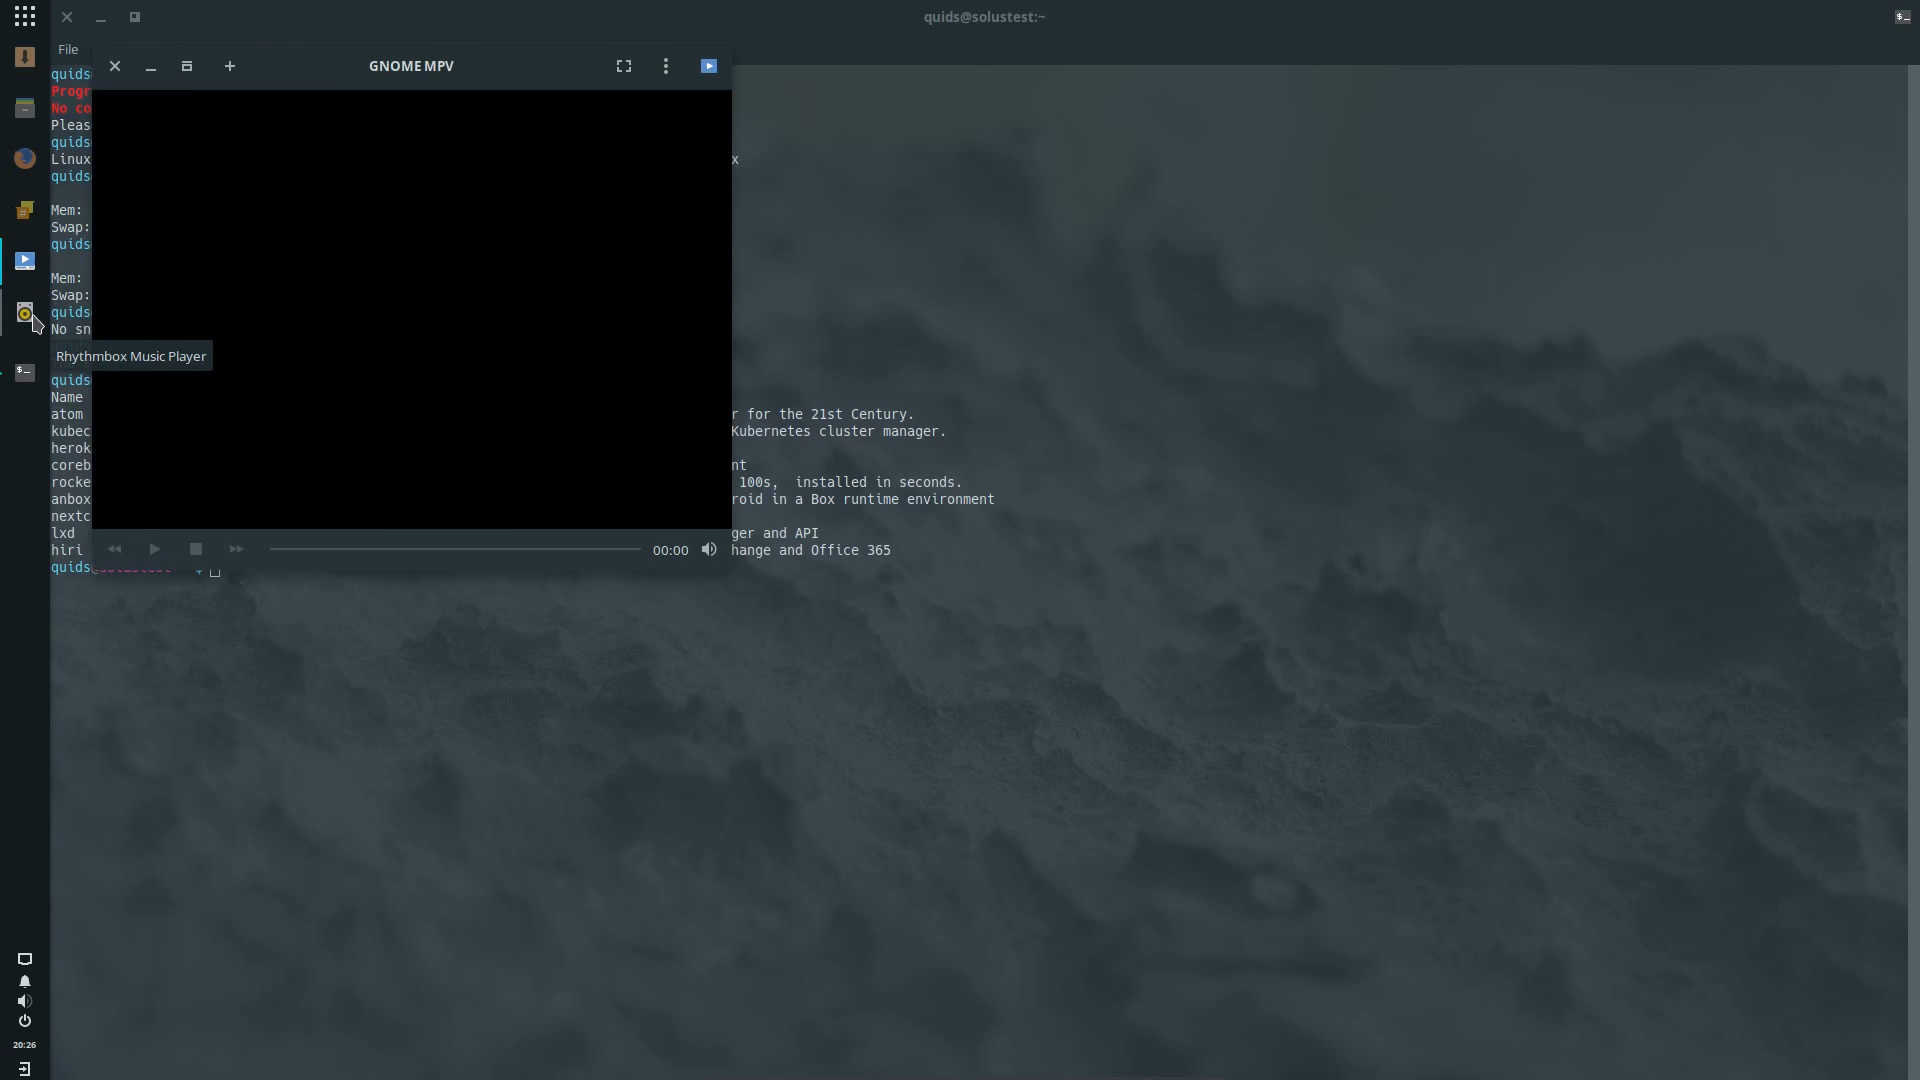 quids@solustest:~
File
GNOME MPV
quids
Progr
No co
Pleas
quids
Linux x
quids
Mem:
Swap:
quids
Mem:
Swap:
quids
No sn
Rhythmbox Music Player
quids
Name
atom r for the 21st Century.
kubec Kubernetes cluster manager.
herok
coreb nt
rocke 100s, installed in seconds.
anbox roid in a Box runtime environment
nextc
lxd ger and API
hiri hange and Office 365
00:00
quids@solustest $
20:26